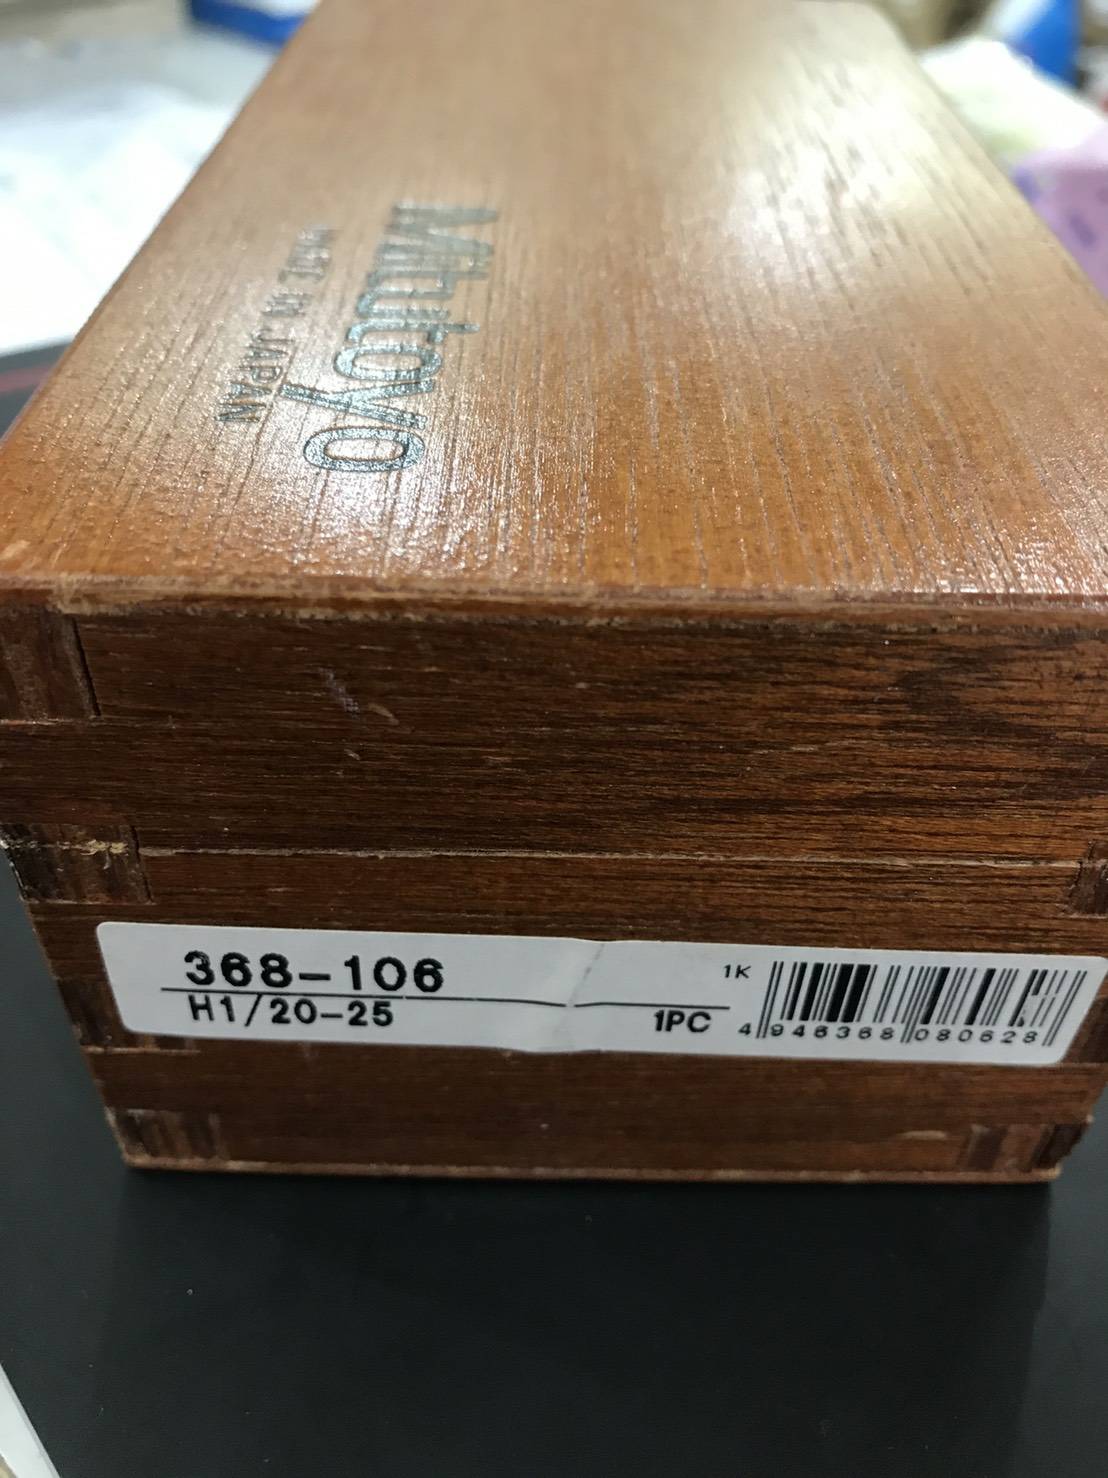 Mitutoyo
MADE IN JAPAN
368-106
H1/20-25
1PC
1K
4 946368 080628